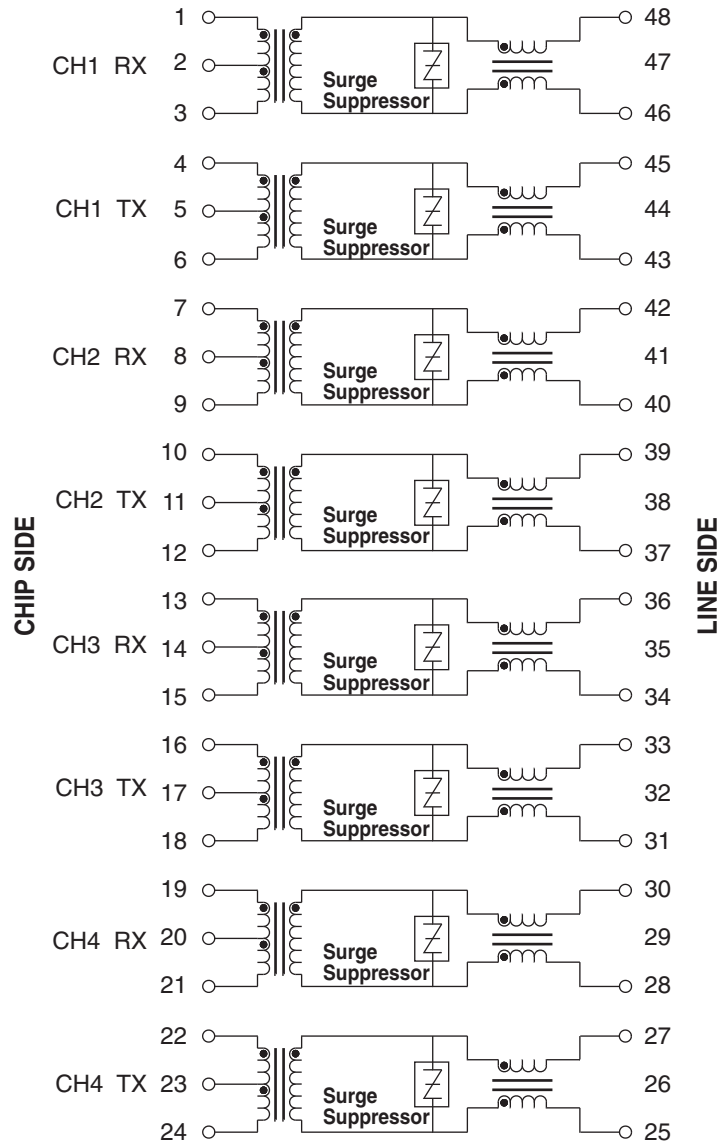 CHIP SIDE
LINE SIDE
1 48
CH1 RX 2 47
Surge
Suppressor
3 46
4 45
CH1 TX 5 44
Surge
Suppressor
6 43
7 42
CH2 RX 8 41
Surge
Suppressor
9 40
10 39
CH2 TX 11 38
Surge
Suppressor
12 37
13 36
CH3 RX 14 35
Surge
Suppressor
15 34
16 33
CH3 TX 17 32
Surge
Suppressor
18 31
19 30
CH4 RX 20 29
Surge
Suppressor
21 28
22 27
CH4 TX 23 26
Surge
Suppressor
24 25